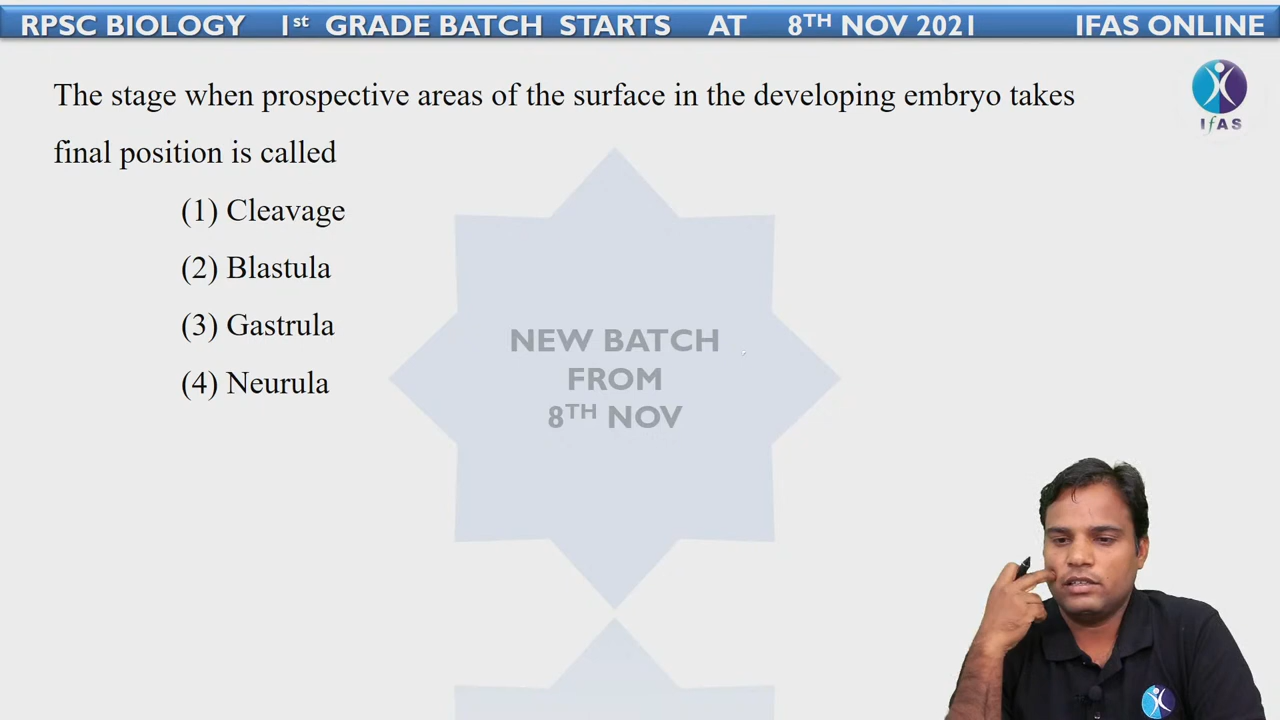 RPSC BIOLOGY 1st GRADE BATCH STARTS AT 8TH NOV 2021 IFAS ONLINE
The stage when prospective areas of the surface in the developing embryo takes
final position is called
(1) Cleavage
(2) Blastula
(3) Gastrula
(4) Neurula
NEW BATCH
FROM
8TH NOV
IfAS